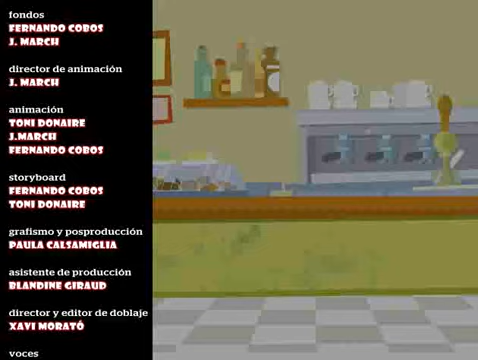 fondos
FERNANDO COBOS
J. MARCH
director de animación
J. MARCH
animación
TONI DONAIRE
J.MARCH
FERNANDO COBOS
storyboard
FERNANDO COBOS
TONI DONAIRE
grafismo y posproducción
PAULA CALSAMIGLIA
asistente de producción
BLANDINE GIRAUD
director y editor de doblaje
XAVI MORATÓ
voces